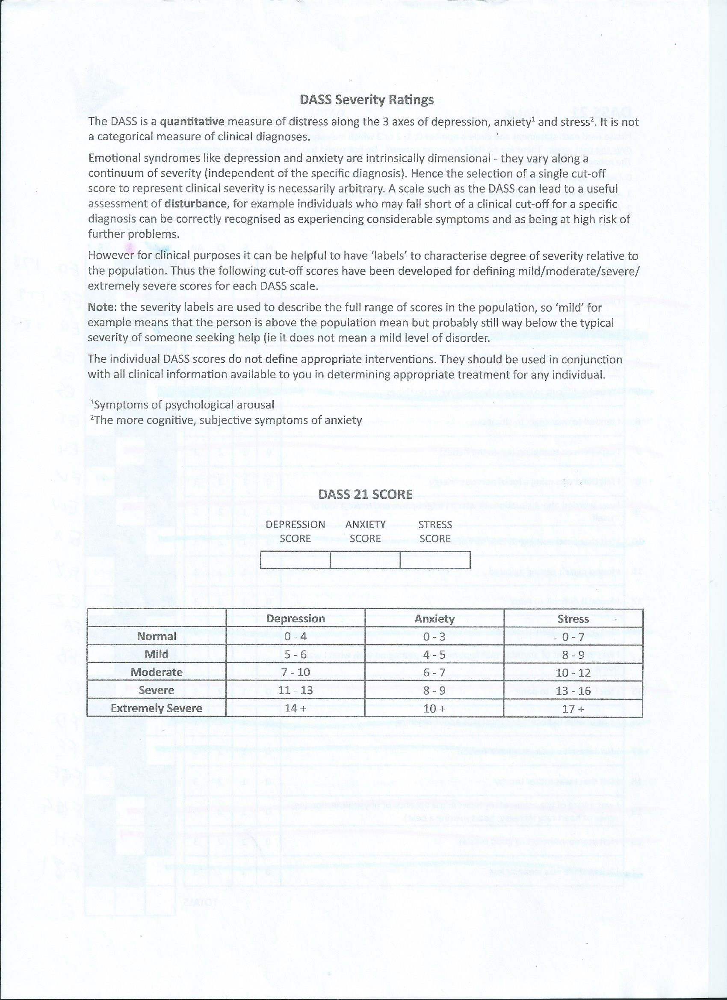 DASS Severity Ratings
The DASS is a quantitative measure of distress along the 3 axes of depression, anxiety¹ and stress². It is not
a categorical measure of clinical diagnoses.
Emotional syndromes like depression and anxiety are intrinsically dimensional - they vary along a
continuum of severity (independent of the specific diagnosis). Hence the selection of a single cut-off
score to represent clinical severity is necessarily arbitrary. A scale such as the DASS can lead to a useful
assessment of disturbance, for example individuals who may fall short of a clinical cut-off for a specific
diagnosis can be correctly recognised as experiencing considerable symptoms and as being at high risk of
further problems.
However for clinical purposes it can be helpful to have ‘labels’ to characterise degree of severity relative to
the population. Thus the following cut-off scores have been developed for defining mild/moderate/severe/
extremely severe scores for each DASS scale.
Note: the severity labels are used to describe the full range of scores in the population, so ‘mild’ for
example means that the person is above the population mean but probably still way below the typical
severity of someone seeking help (ie it does not mean a mild level of disorder.
The individual DASS scores do not define appropriate interventions. They should be used in conjunction
with all clinical information available to you in determining appropriate treatment for any individual.
¹Symptoms of psychological arousal
²The more cognitive, subjective symptoms of anxiety
DASS 21 SCORE
DEPRESSION ANXIETY STRESS
SCORE SCORE SCORE
Depression Anxiety Stress
Normal 0 - 4 0 - 3 0 - 7
Mild 5 - 6 4 - 5 8 - 9
Moderate 7 - 10 6 - 7 10 - 12
Severe 11 - 13 8 - 9 13 - 16
Extremely Severe 14 + 10 + 17 +